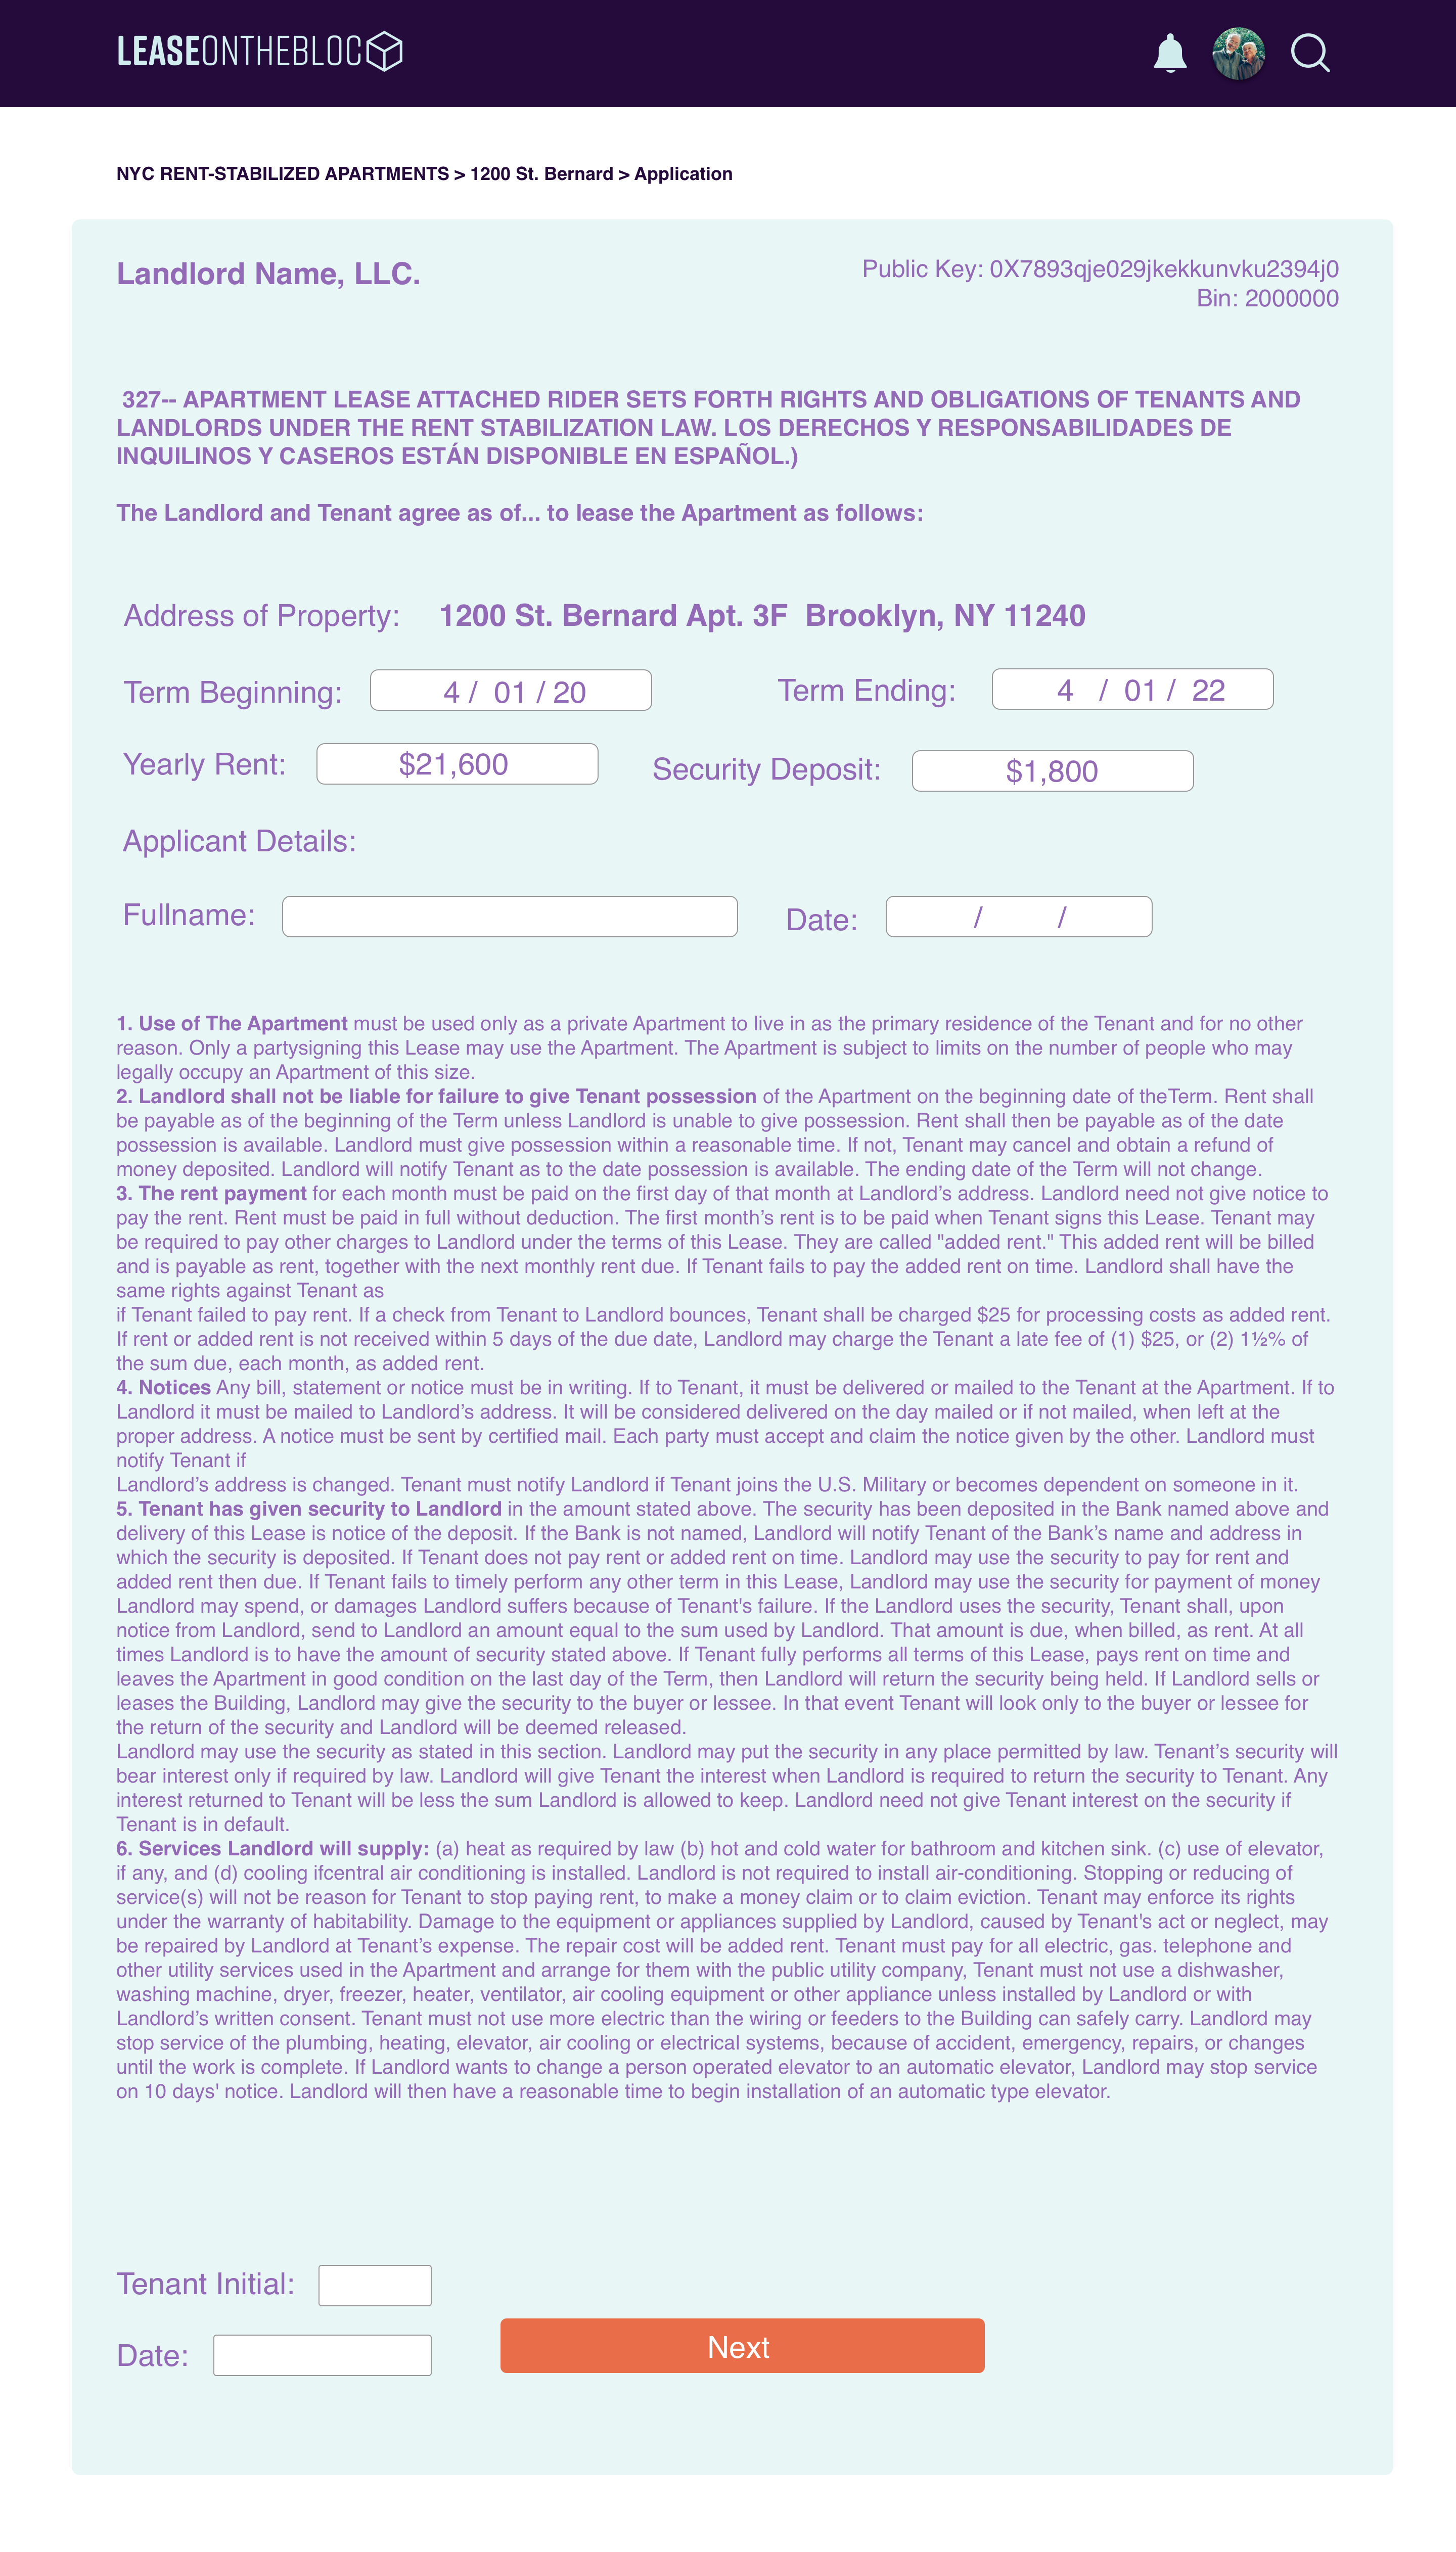 LEASEONTHEBLOC
NYC RENT-STABILIZED APARTMENTS > 1200 St. Bernard > Application
Landlord Name, LLC.
Public Key: 0X7893qje029jkekkunvku2394j0
Bin: 2000000
327-- APARTMENT LEASE ATTACHED RIDER SETS FORTH RIGHTS AND OBLIGATIONS OF TENANTS AND
LANDLORDS UNDER THE RENT STABILIZATION LAW. LOS DERECHOS Y RESPONSABILIDADES DE
INQUILINOS Y CASEROS ESTÁN DISPONIBLE EN ESPAÑOL.)
The Landlord and Tenant agree as of... to lease the Apartment as follows:
Address of Property: 1200 St. Bernard Apt. 3F Brooklyn, NY 11240
Term Beginning: 4 / 01 / 20 Term Ending: 4 / 01 / 22
Yearly Rent: $21,600 Security Deposit: $1,800
Applicant Details:
Fullname: Date: / /
1. Use of The Apartment must be used only as a private Apartment to live in as the primary residence of the Tenant and for no other
reason. Only a partysigning this Lease may use the Apartment. The Apartment is subject to limits on the number of people who may
legally occupy an Apartment of this size.
2. Landlord shall not be liable for failure to give Tenant possession of the Apartment on the beginning date of theTerm. Rent shall
be payable as of the beginning of the Term unless Landlord is unable to give possession. Rent shall then be payable as of the date
possession is available. Landlord must give possession within a reasonable time. If not, Tenant may cancel and obtain a refund of
money deposited. Landlord will notify Tenant as to the date possession is available. The ending date of the Term will not change.
3. The rent payment for each month must be paid on the first day of that month at Landlord’s address. Landlord need not give notice to
pay the rent. Rent must be paid in full without deduction. The first month’s rent is to be paid when Tenant signs this Lease. Tenant may
be required to pay other charges to Landlord under the terms of this Lease. They are called "added rent." This added rent will be billed
and is payable as rent, together with the next monthly rent due. If Tenant fails to pay the added rent on time. Landlord shall have the
same rights against Tenant as
if Tenant failed to pay rent. If a check from Tenant to Landlord bounces, Tenant shall be charged $25 for processing costs as added rent.
If rent or added rent is not received within 5 days of the due date, Landlord may charge the Tenant a late fee of (1) $25, or (2) 1½% of
the sum due, each month, as added rent.
4. Notices Any bill, statement or notice must be in writing. If to Tenant, it must be delivered or mailed to the Tenant at the Apartment. If to
Landlord it must be mailed to Landlord’s address. It will be considered delivered on the day mailed or if not mailed, when left at the
proper address. A notice must be sent by certified mail. Each party must accept and claim the notice given by the other. Landlord must
notify Tenant if
Landlord’s address is changed. Tenant must notify Landlord if Tenant joins the U.S. Military or becomes dependent on someone in it.
5. Tenant has given security to Landlord in the amount stated above. The security has been deposited in the Bank named above and
delivery of this Lease is notice of the deposit. If the Bank is not named, Landlord will notify Tenant of the Bank’s name and address in
which the security is deposited. If Tenant does not pay rent or added rent on time. Landlord may use the security to pay for rent and
added rent then due. If Tenant fails to timely perform any other term in this Lease, Landlord may use the security for payment of money
Landlord may spend, or damages Landlord suffers because of Tenant's failure. If the Landlord uses the security, Tenant shall, upon
notice from Landlord, send to Landlord an amount equal to the sum used by Landlord. That amount is due, when billed, as rent. At all
times Landlord is to have the amount of security stated above. If Tenant fully performs all terms of this Lease, pays rent on time and
leaves the Apartment in good condition on the last day of the Term, then Landlord will return the security being held. If Landlord sells or
leases the Building, Landlord may give the security to the buyer or lessee. In that event Tenant will look only to the buyer or lessee for
the return of the security and Landlord will be deemed released.
Landlord may use the security as stated in this section. Landlord may put the security in any place permitted by law. Tenant’s security will
bear interest only if required by law. Landlord will give Tenant the interest when Landlord is required to return the security to Tenant. Any
interest returned to Tenant will be less the sum Landlord is allowed to keep. Landlord need not give Tenant interest on the security if
Tenant is in default.
6. Services Landlord will supply: (a) heat as required by law (b) hot and cold water for bathroom and kitchen sink. (c) use of elevator,
if any, and (d) cooling ifcentral air conditioning is installed. Landlord is not required to install air-conditioning. Stopping or reducing of
service(s) will not be reason for Tenant to stop paying rent, to make a money claim or to claim eviction. Tenant may enforce its rights
under the warranty of habitability. Damage to the equipment or appliances supplied by Landlord, caused by Tenant's act or neglect, may
be repaired by Landlord at Tenant’s expense. The repair cost will be added rent. Tenant must pay for all electric, gas. telephone and
other utility services used in the Apartment and arrange for them with the public utility company, Tenant must not use a dishwasher,
washing machine, dryer, freezer, heater, ventilator, air cooling equipment or other appliance unless installed by Landlord or with
Landlord’s written consent. Tenant must not use more electric than the wiring or feeders to the Building can safely carry. Landlord may
stop service of the plumbing, heating, elevator, air cooling or electrical systems, because of accident, emergency, repairs, or changes
until the work is complete. If Landlord wants to change a person operated elevator to an automatic elevator, Landlord may stop service
on 10 days' notice. Landlord will then have a reasonable time to begin installation of an automatic type elevator.
Tenant Initial:
Date:
Next